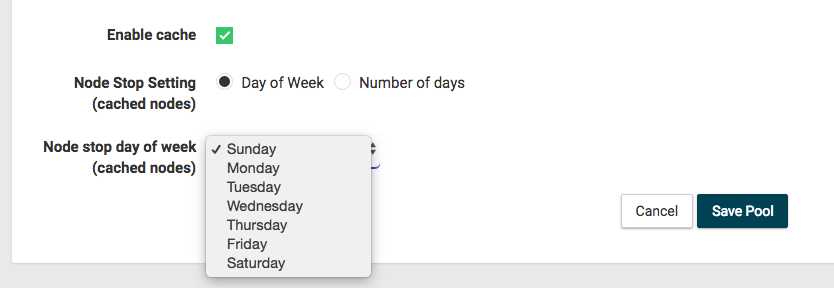 Enable cache
Node Stop Setting
(cached nodes)
Day of Week
Number of days
Node stop day of week
(cached nodes)
Sunday
Monday
Tuesday
Wednesday
Thursday
Friday
Saturday
Cancel
Save Pool